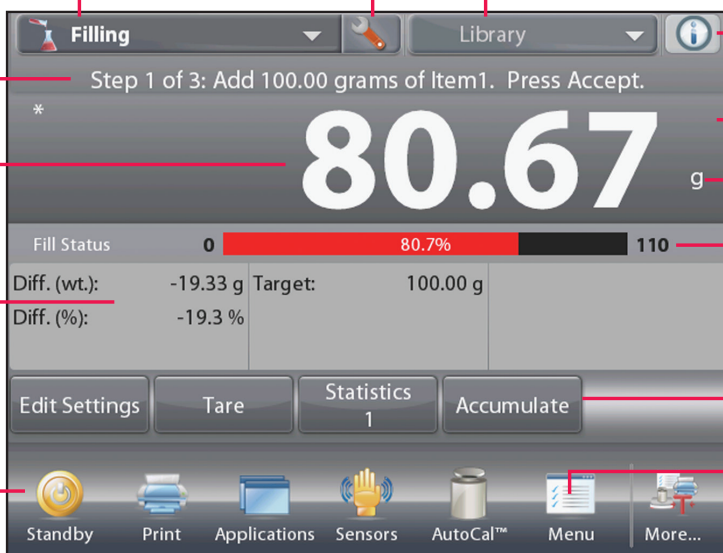 Filling Library
Step 1 of 3: Add 100.00 grams of Item1. Press Accept.
*
80.67 g
Fill Status 0 80.7% 110
Diff. (wt.): -19.33 g Target: 100.00 g
Diff. (%): -19.3 %
Edit Settings Tare Statistics 1 Accumulate
Standby Print Applications Sensors AutoCal™ Menu More...